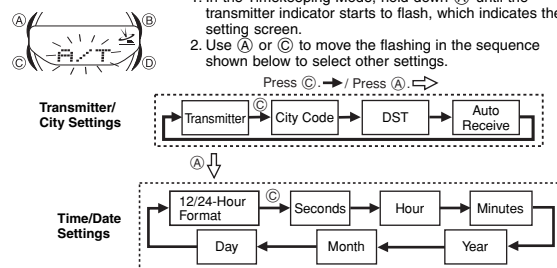 1. In the Timekeeping Mode, hold down Ⓐ until the
transmitter indicator starts to flash, which indicates the
setting screen.
2. Use Ⓐ or Ⓒ to move the flashing in the sequence
shown below to select other settings.
Ⓐ Ⓑ
A/T
Ⓒ Ⓓ
Press Ⓒ. → / Press Ⓐ. ⇨
Transmitter/
City Settings
Transmitter Ⓒ City Code DST Auto
Receive
Ⓐ
Time/Date
Settings
12/24-Hour
Format Ⓒ Seconds Hour Minutes
Day Month Year